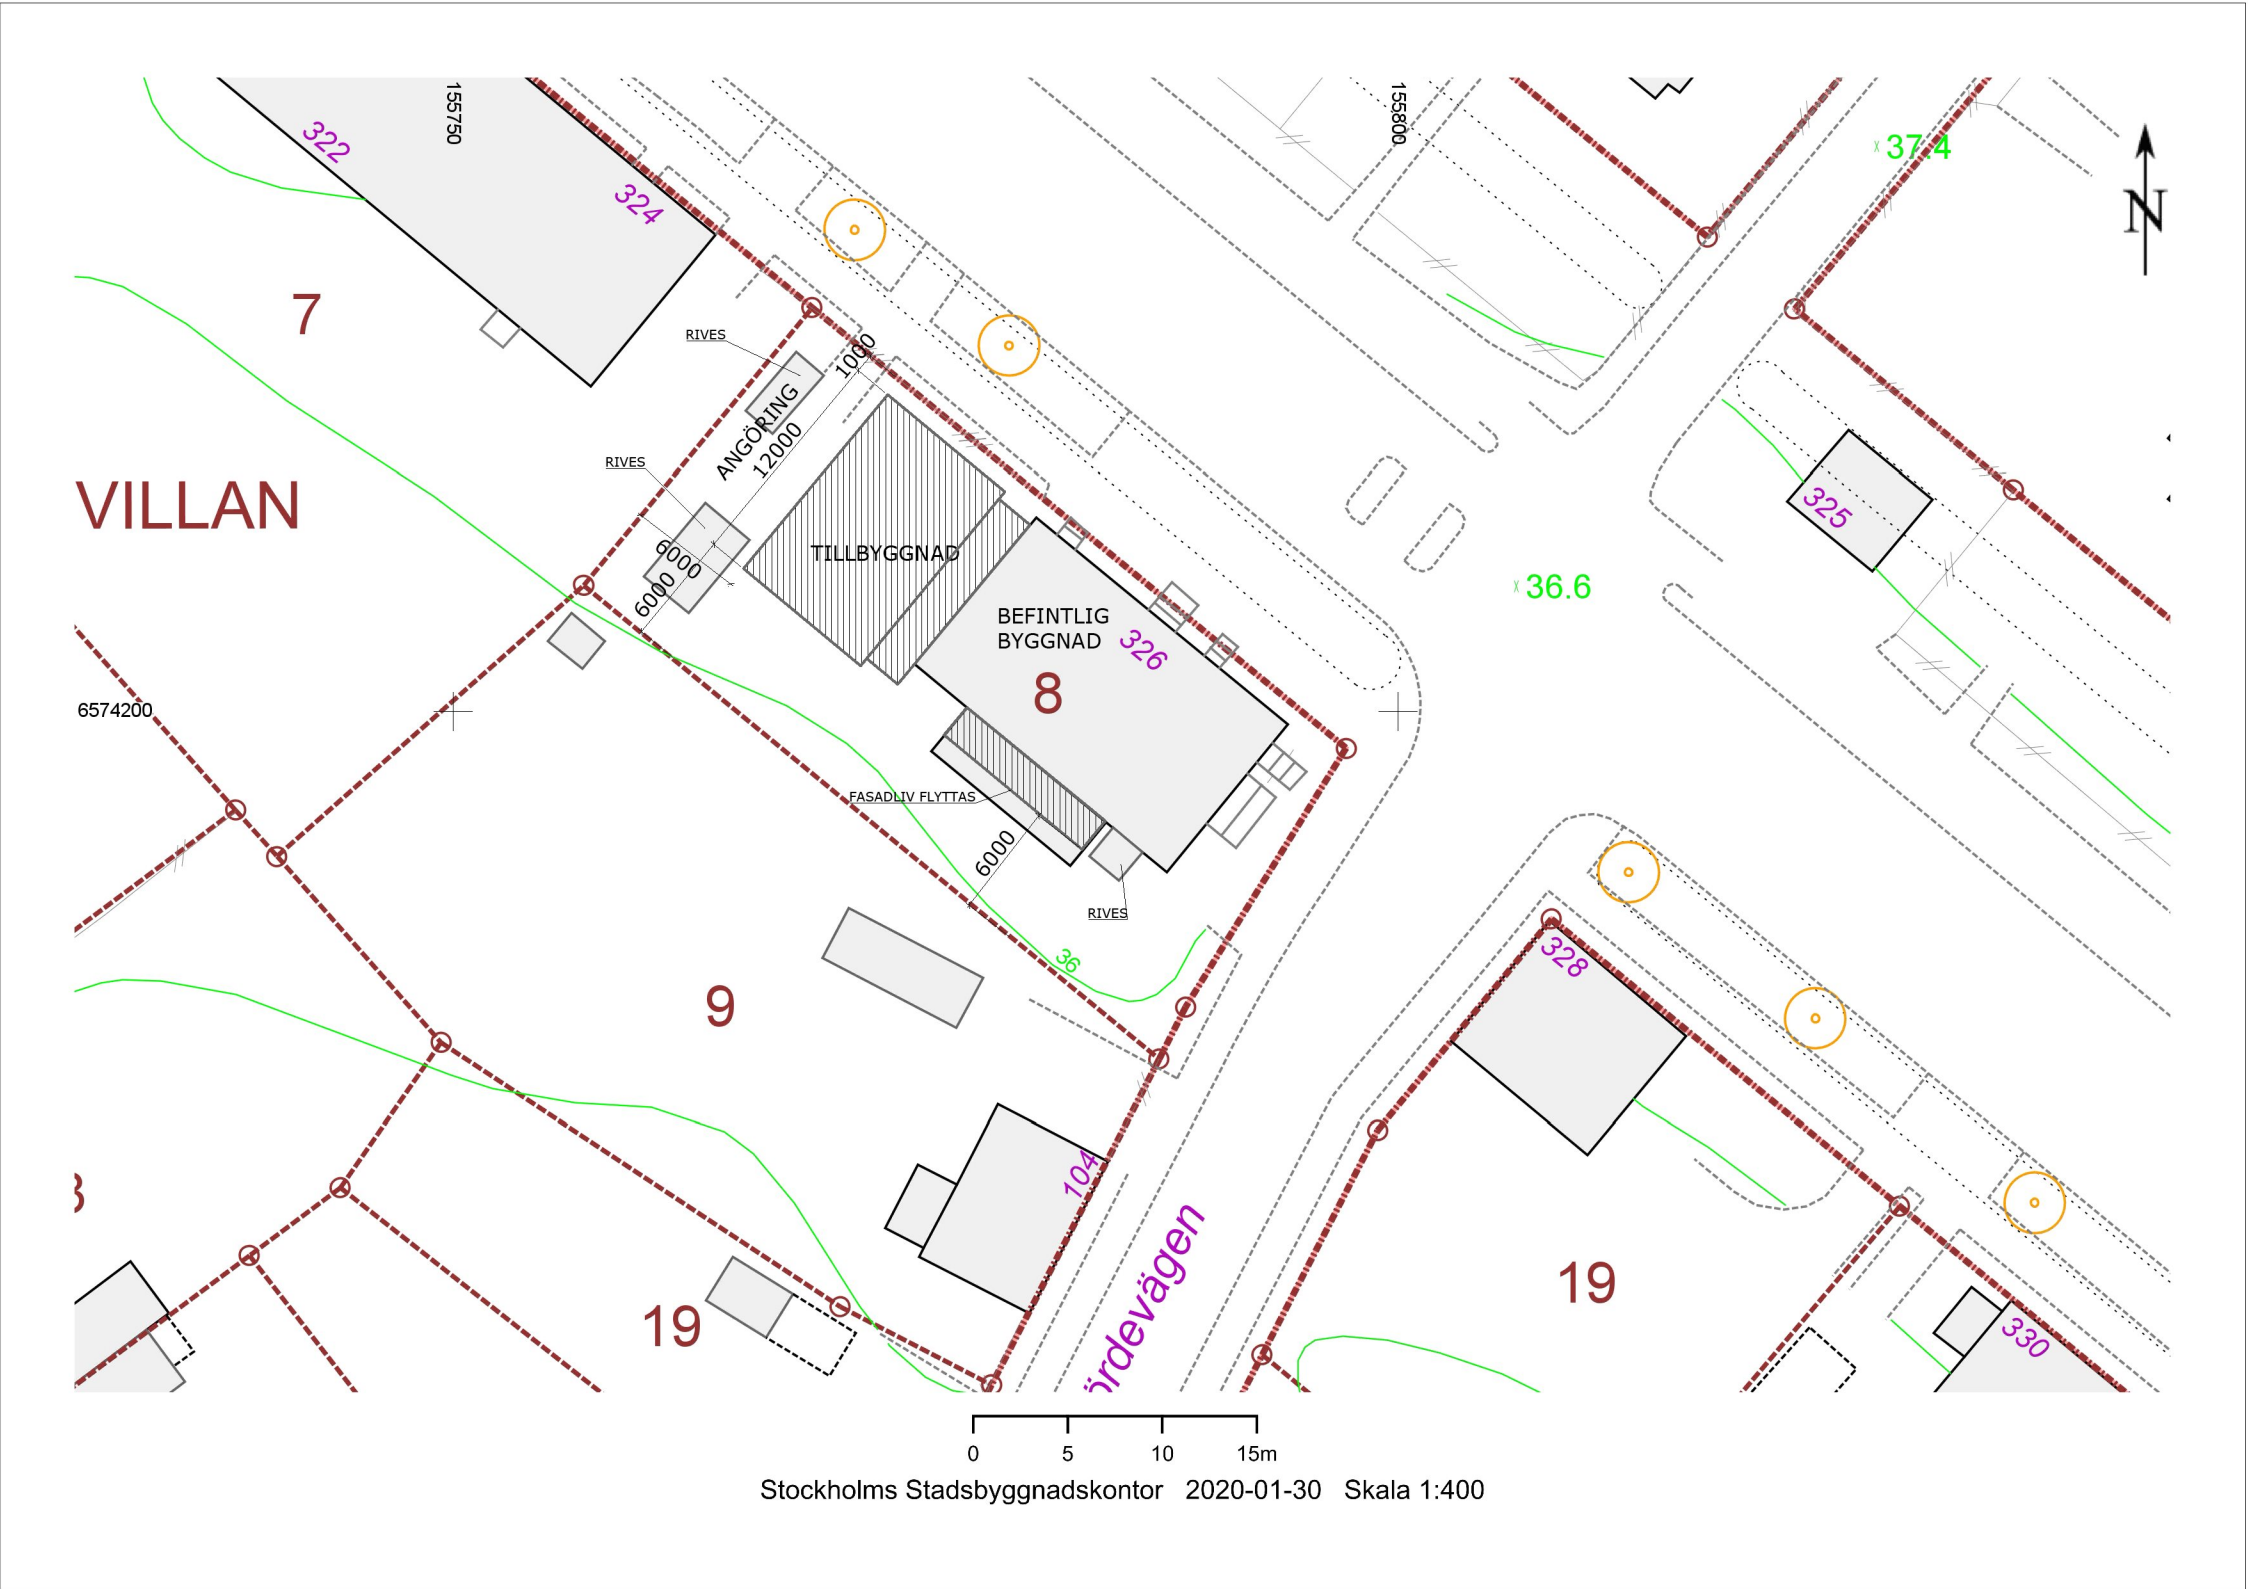 155750
155800
322
324
37.4
N
7
RIVES
1000
ANGÖRING
12000
RIVES
VILLAN
325
6000
6000
TILLBYGGNAD
36.6
BEFINTLIG
BYGGNAD
326
8
6574200
FASADLIV FLYTTAS
6000
RIVES
36
328
9
104
ördevägen
19
19
330
0 5 10 15m
Stockholms Stadsbyggnadskontor 2020-01-30 Skala 1:400